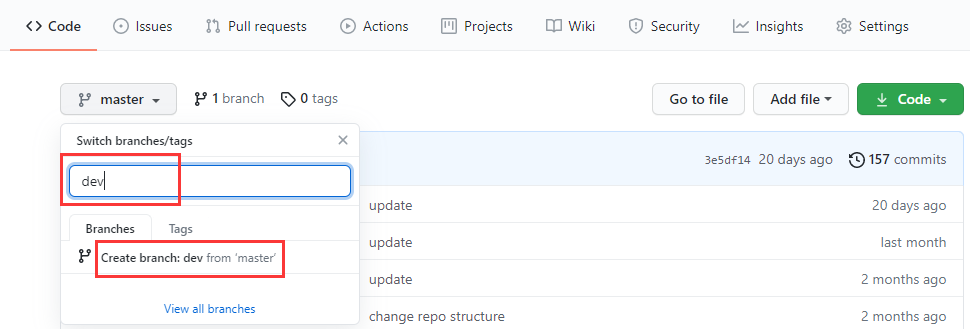 Code Issues Pull requests Actions Projects Wiki Security Insights Settings
master 1 branch 0 tags Go to file Add file Code
Switch branches/tags
3e5df14 20 days ago 157 commits
dev
update 20 days ago
Branches Tags
update last month
Create branch: dev from 'master'
update 2 months ago
View all branches
change repo structure 2 months ago